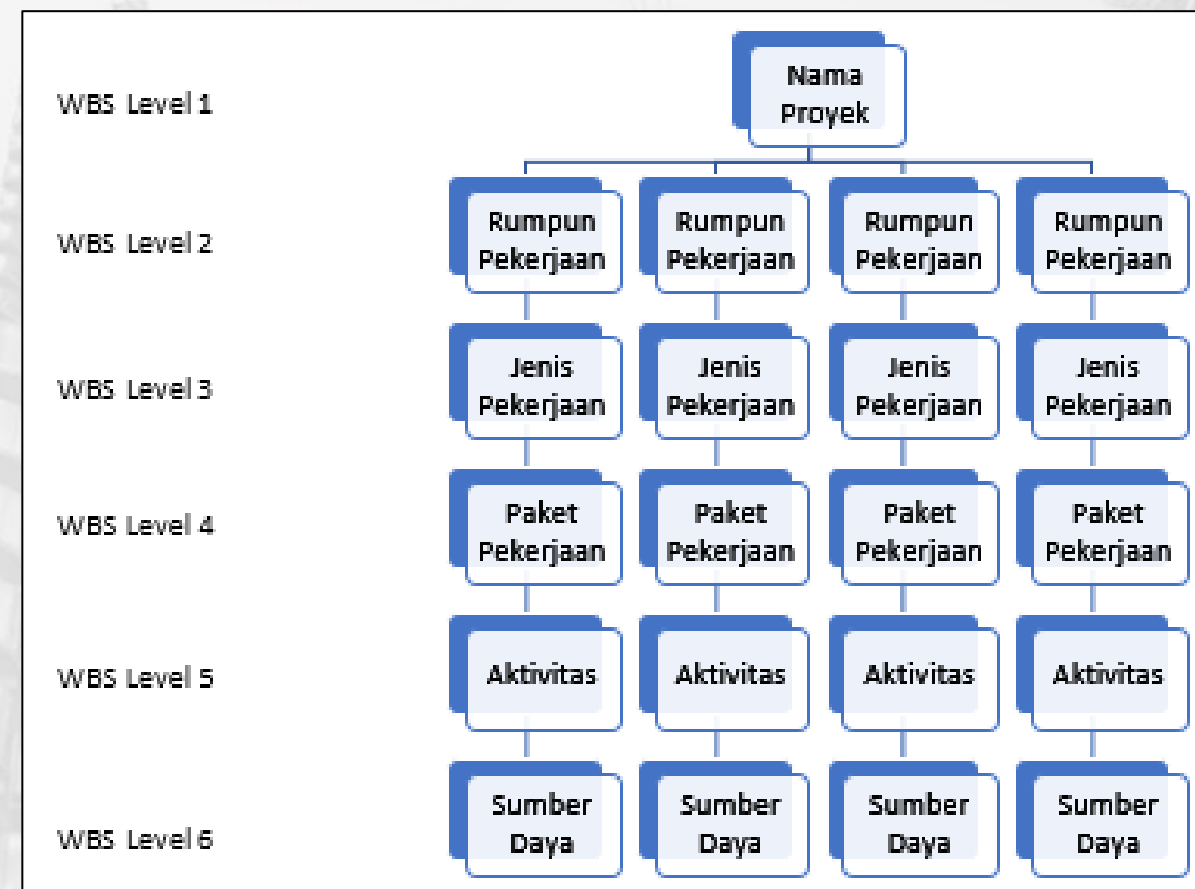 WBS Level 1
Nama
Proyek
WBS Level 2
Rumpun
Pekerjaan
Rumpun
Pekerjaan
Rumpun
Pekerjaan
Rumpun
Pekerjaan
WBS Level 3
Jenis
Pekerjaan
Jenis
Pekerjaan
Jenis
Pekerjaan
Jenis
Pekerjaan
WBS Level 4
Paket
Pekerjaan
Paket
Pekerjaan
Paket
Pekerjaan
Paket
Pekerjaan
WBS Level 5
Aktivitas
Aktivitas
Aktivitas
Aktivitas
WBS Level 6
Sumber
Daya
Sumber
Daya
Sumber
Daya
Sumber
Daya